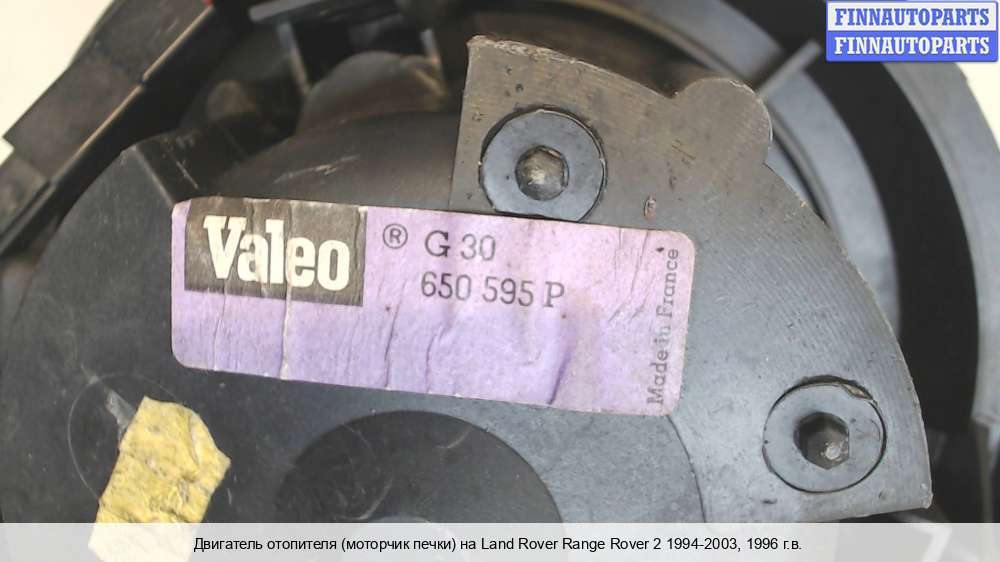 FINNAUTOPARTS
FINNAUTOPARTS
Valeo ® G 30
650 595 P
Made in France
Двигатель отопителя (моторчик печки) на Land Rover Range Rover 2 1994-2003, 1996 г.в.